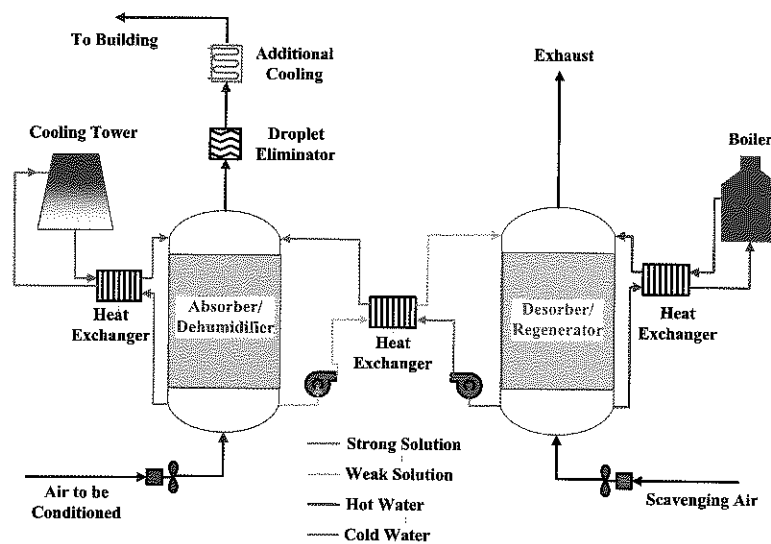 To Building
Additional
Cooling
Exhaust
Cooling Tower
Droplet
Eliminator
Boiler
Absorber/
Dehumidifier
Desorber/
Regenerator
Heat
Exchanger
Heat
Exchanger
Heat
Exchanger
Strong Solution
Weak Solution
Hot Water
Cold Water
Air to be
Conditioned
Scavenging Air